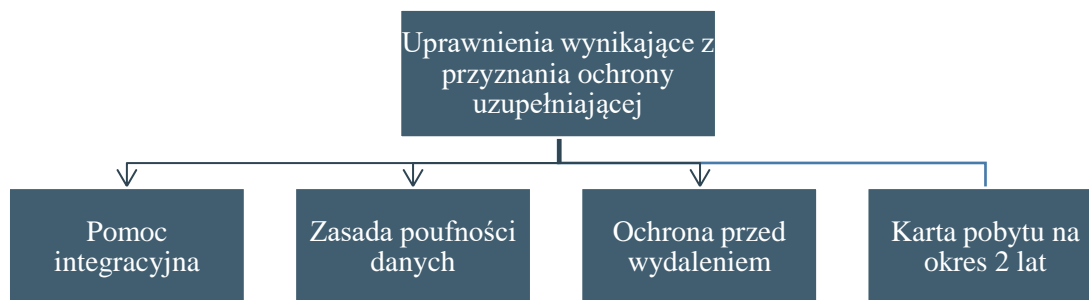 Uprawnienia wynikające z
przyznania ochrony
uzupełniającej
Pomoc
integracyjna
Zasada poufności
danych
Ochrona przed
wydaleniem
Karta pobytu na
okres 2 lat